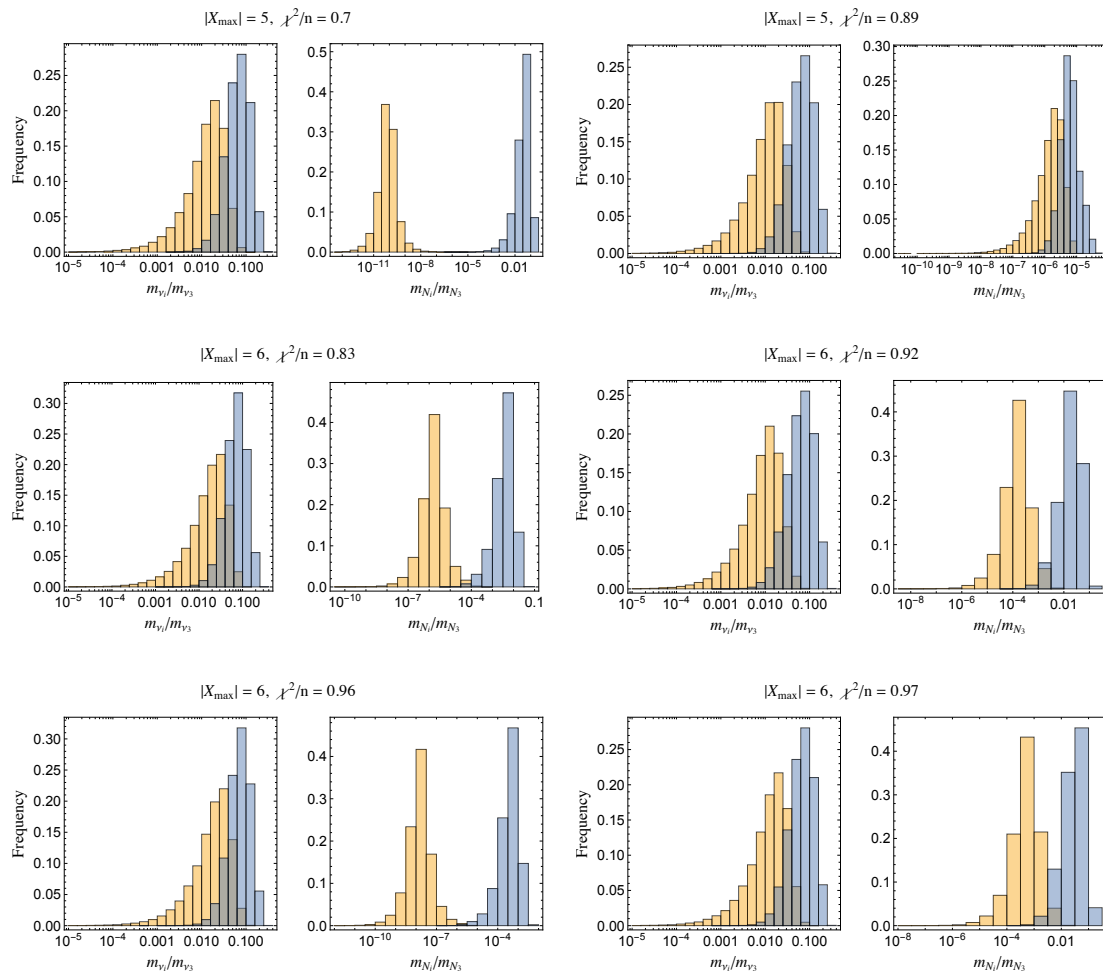 |X_max| = 5, χ²/n = 0.7
Frequency
0.25
0.20
0.15
0.10
0.05
0.00
10⁻⁵ 10⁻⁴ 0.001 0.010 0.100
m_νi/m_ν3
0.5
0.4
0.3
0.2
0.1
0.0
10⁻¹¹ 10⁻⁸ 10⁻⁵ 0.01
m_Ni/m_N3
|X_max| = 5, χ²/n = 0.89
Frequency
0.25
0.20
0.15
0.10
0.05
0.00
10⁻⁵ 10⁻⁴ 0.001 0.010 0.100
m_νi/m_ν3
0.30
0.25
0.20
0.15
0.10
0.05
0.00
10⁻¹⁰ 10⁻⁹ 10⁻⁸ 10⁻⁷ 10⁻⁶ 10⁻⁵
m_Ni/m_N3
|X_max| = 6, χ²/n = 0.83
Frequency
0.30
0.25
0.20
0.15
0.10
0.05
0.00
10⁻⁵ 10⁻⁴ 0.001 0.010 0.100
m_νi/m_ν3
0.4
0.3
0.2
0.1
0.0
10⁻¹⁰ 10⁻⁷ 10⁻⁴ 0.1
m_Ni/m_N3
|X_max| = 6, χ²/n = 0.92
Frequency
0.25
0.20
0.15
0.10
0.05
0.00
10⁻⁵ 10⁻⁴ 0.001 0.010 0.100
m_νi/m_ν3
0.4
0.3
0.2
0.1
0.0
10⁻⁸ 10⁻⁶ 10⁻⁴ 0.01
m_Ni/m_N3
|X_max| = 6, χ²/n = 0.96
Frequency
0.30
0.25
0.20
0.15
0.10
0.05
0.00
10⁻⁵ 10⁻⁴ 0.001 0.010 0.100
m_νi/m_ν3
0.4
0.3
0.2
0.1
0.0
10⁻¹⁰ 10⁻⁷ 10⁻⁴
m_Ni/m_N3
|X_max| = 6, χ²/n = 0.97
Frequency
0.25
0.20
0.15
0.10
0.05
0.00
10⁻⁵ 10⁻⁴ 0.001 0.010 0.100
m_νi/m_ν3
0.4
0.3
0.2
0.1
0.0
10⁻⁸ 10⁻⁶ 10⁻⁴ 0.01
m_Ni/m_N3